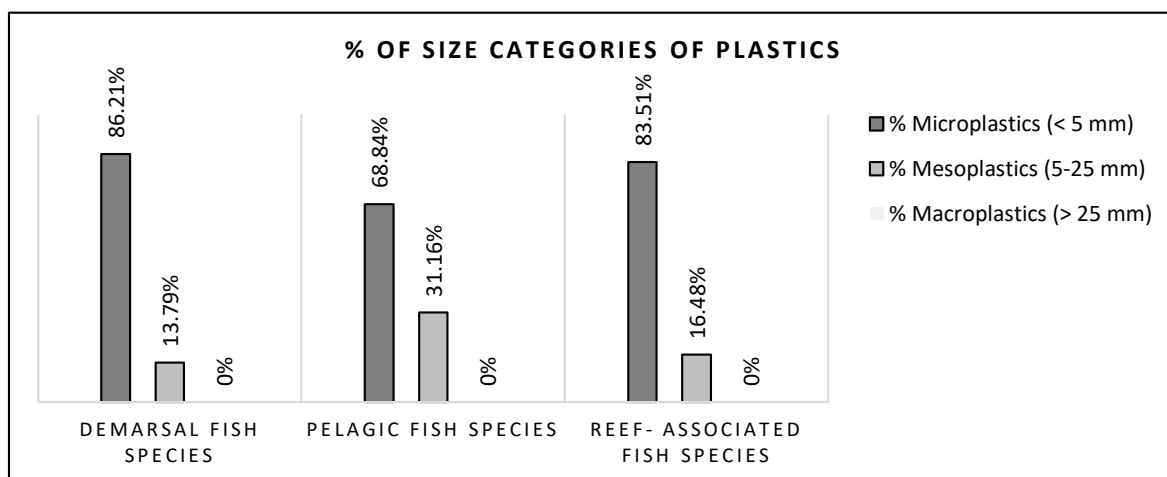 % OF SIZE CATEGORIES OF PLASTICS
86.21%
13.79%
0%
68.84%
31.16%
0%
83.51%
16.48%
0%
DEMARSAL FISH
SPECIES
PELAGIC FISH SPECIES
REEF- ASSOCIATED
FISH SPECIES
% Microplastics (< 5 mm)
% Mesoplastics (5-25 mm)
% Macroplastics (> 25 mm)